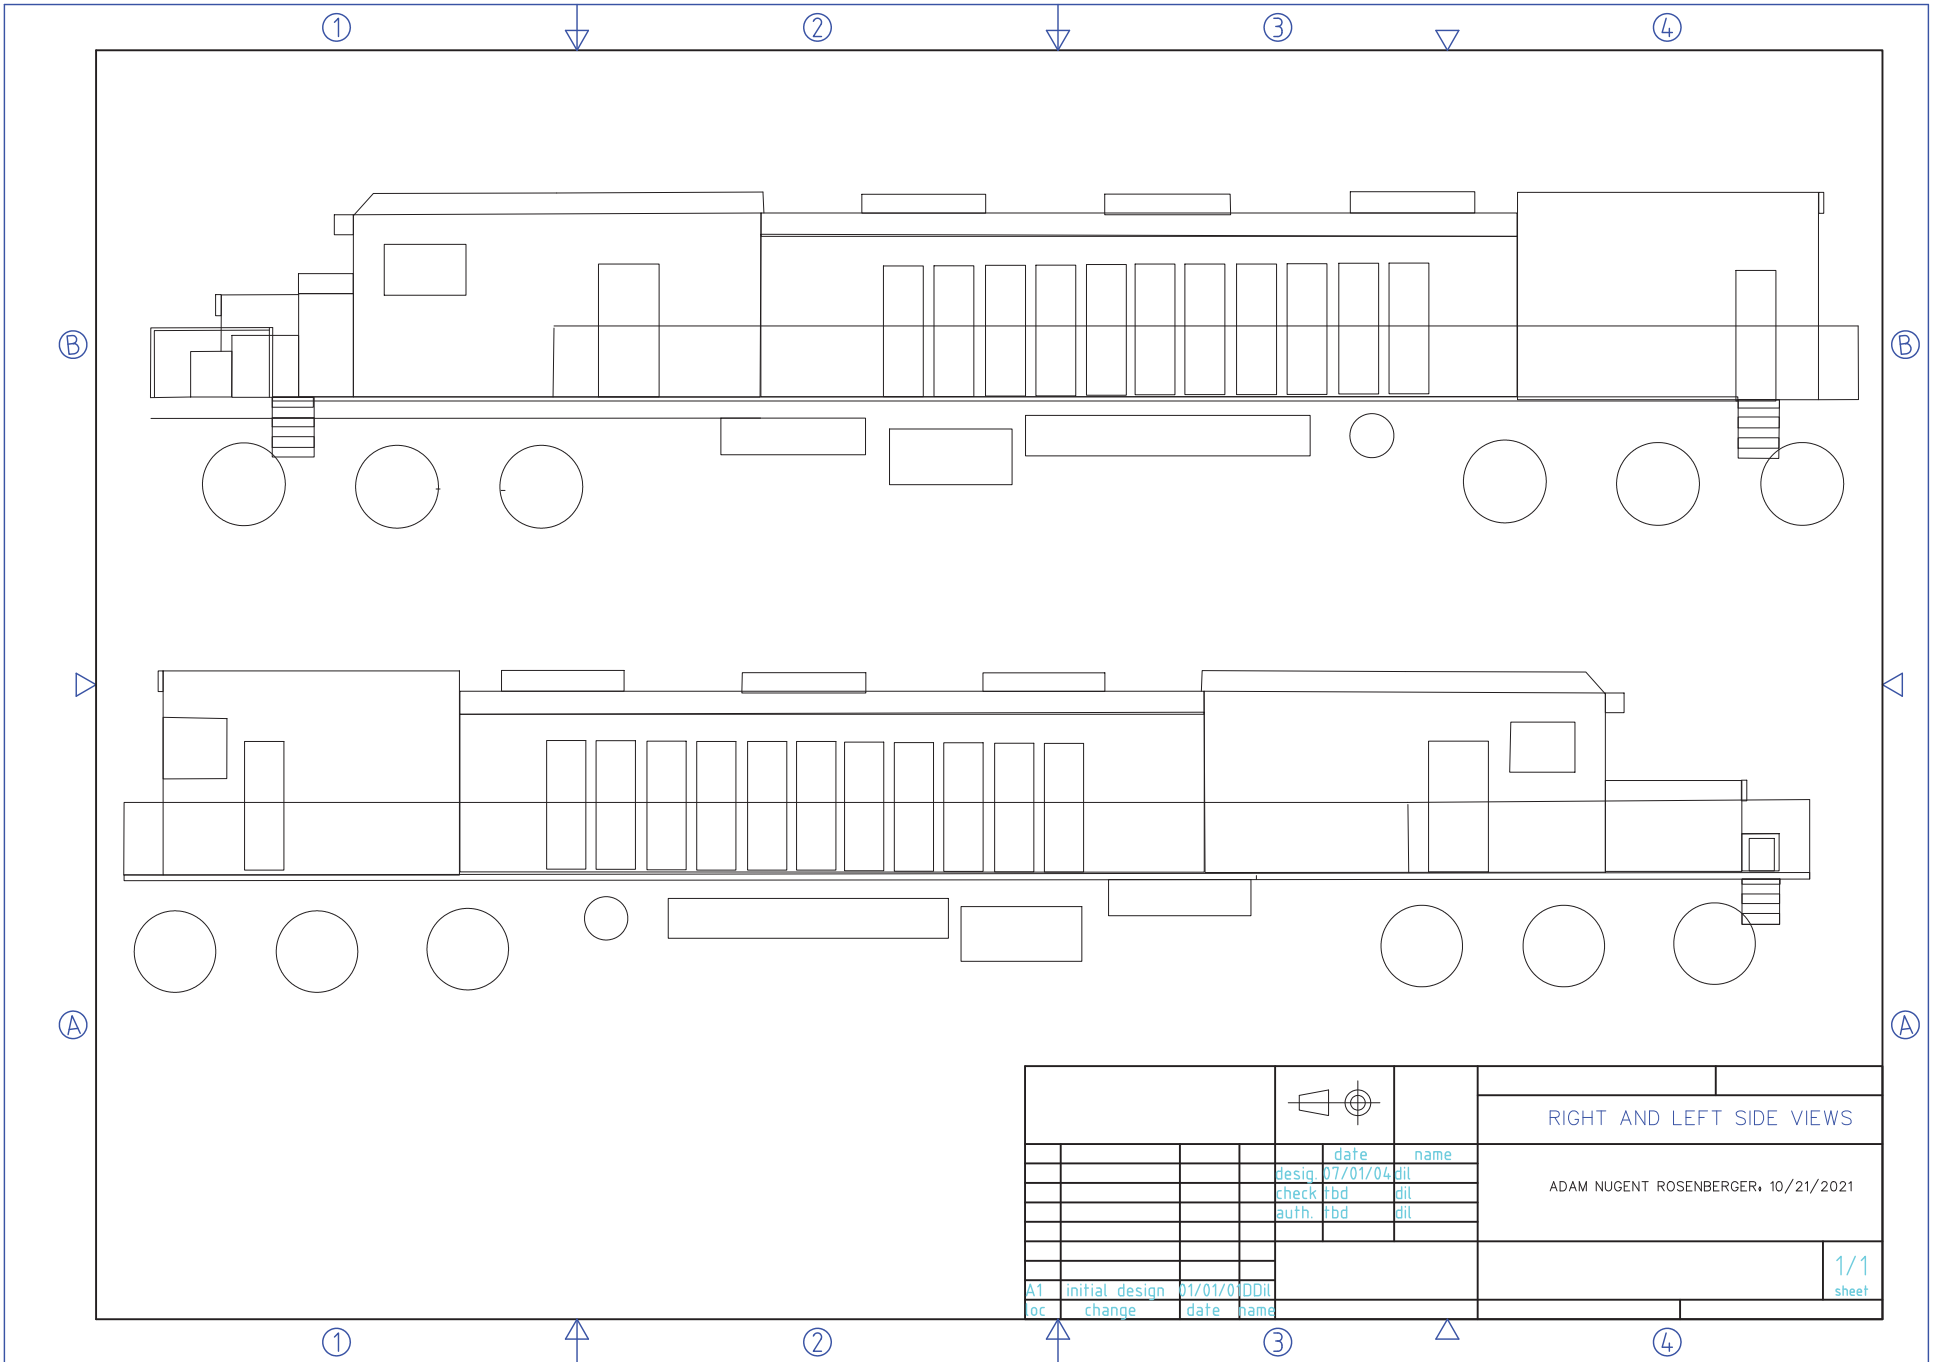 1 2 3 4
B B
A A
RIGHT AND LEFT SIDE VIEWS
date name
desig. 07/01/04 dil
ADAM NUGENT ROSENBERGER, 10/21/2021
check tbd dil
auth. tbd dil
1/1
sheet
A1 initial design 01/01/01 DDil
loc change date name
1 2 3 4